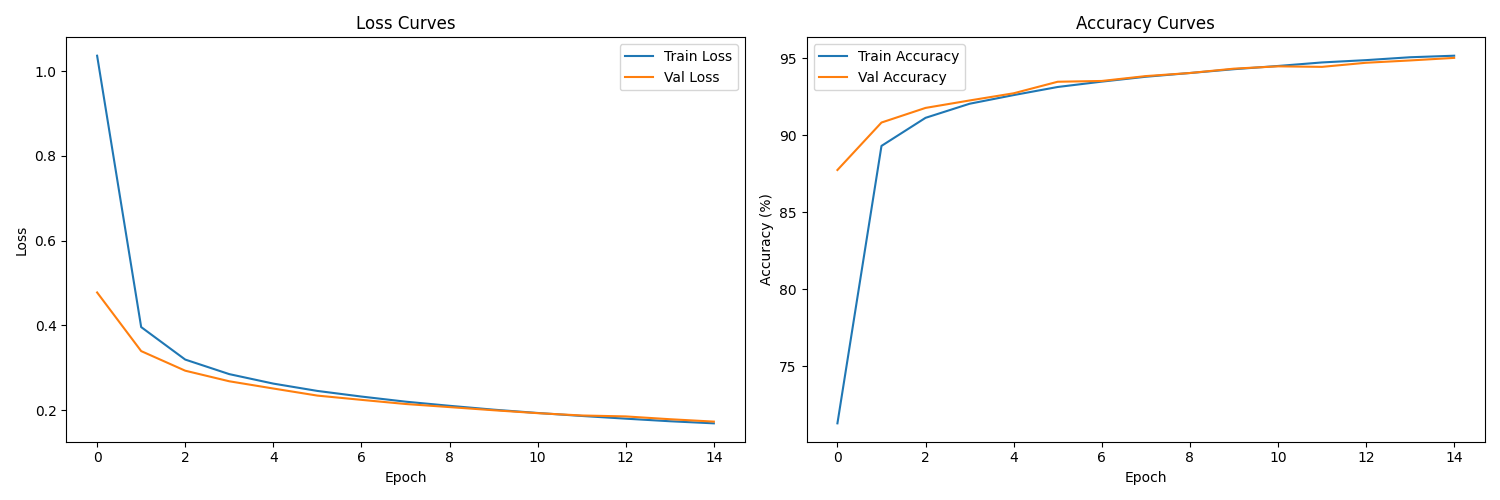 Loss Curves
Train Loss
Val Loss
1.0
0.8
0.6
0.4
0.2
Loss
0 2 4 6 8 10 12 14
Epoch
Accuracy Curves
Train Accuracy
Val Accuracy
95
90
85
80
75
Accuracy (%)
0 2 4 6 8 10 12 14
Epoch